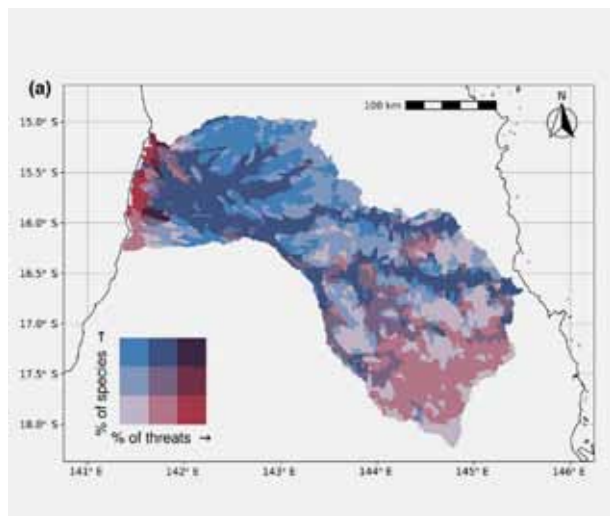 (a)
100 km
N
15.0° S
15.5° S
16.0° S
16.5° S
17.0° S
17.5° S
18.0° S
% of species →
% of threats →
141° E
142° E
143° E
144° E
145° E
146° E